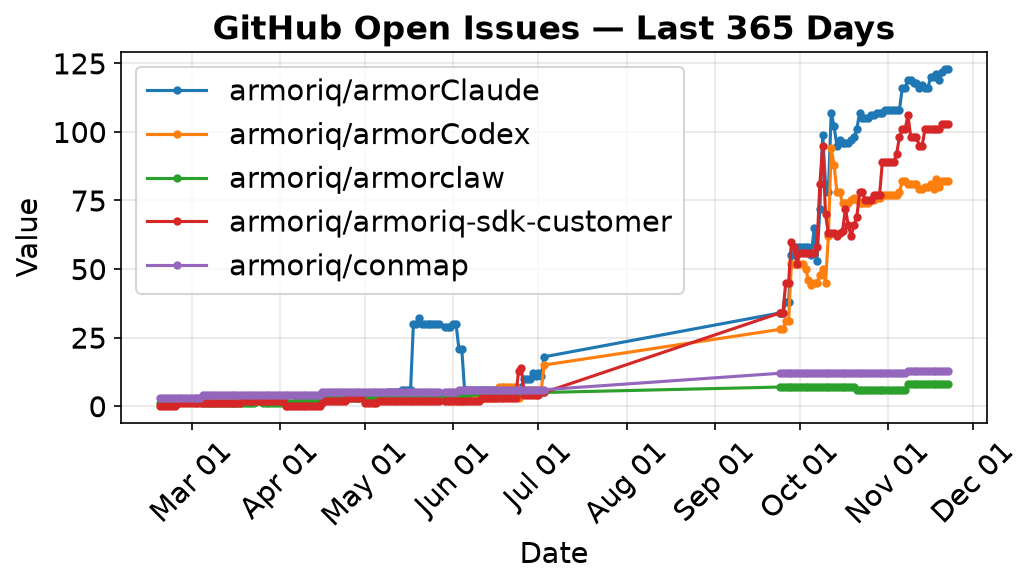 GitHub Open Issues — Last 365 Days
125
100
75
50
25
0
Value
armoriq/armorClaude
armoriq/armorCodex
armoriq/armorclaw
armoriq/armoriq-sdk-customer
armoriq/conmap
Mar 01
Apr 01
May 01
Jun 01
Jul 01
Aug 01
Sep 01
Oct 01
Nov 01
Dec 01
Date